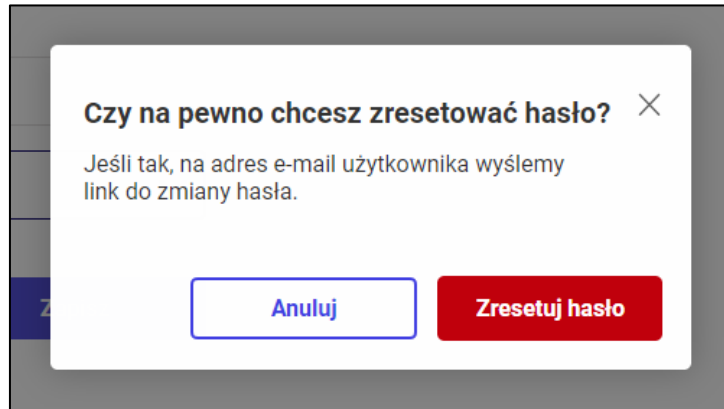 Czy na pewno chcesz zresetować hasło?
Jeśli tak, na adres e-mail użytkownika wyślemy
link do zmiany hasła.
Anuluj
Zresetuj hasło